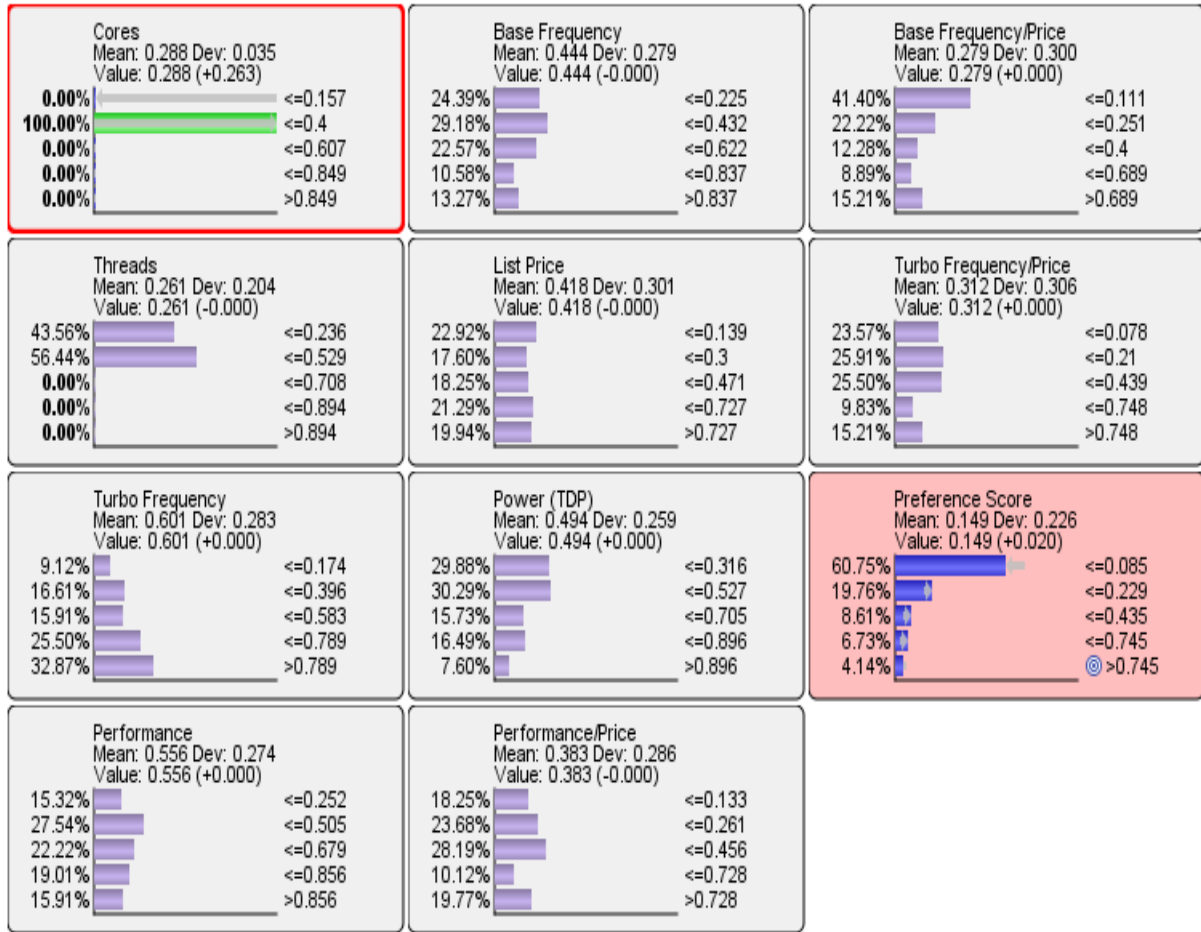 Cores
Mean: 0.288 Dev: 0.035
Value: 0.288 (+0.263)
0.00% <=0.157
100.00% <=0.4
0.00% <=0.607
0.00% <=0.849
0.00% >0.849
Base Frequency
Mean: 0.444 Dev: 0.279
Value: 0.444 (-0.000)
24.39% <=0.225
29.18% <=0.432
22.57% <=0.622
10.58% <=0.837
13.27% >0.837
Base Frequency/Price
Mean: 0.279 Dev: 0.300
Value: 0.279 (+0.000)
41.40% <=0.111
22.22% <=0.251
12.28% <=0.4
8.89% <=0.689
15.21% >0.689
Threads
Mean: 0.261 Dev: 0.204
Value: 0.261 (-0.000)
43.56% <=0.236
56.44% <=0.529
0.00% <=0.708
0.00% <=0.894
0.00% >0.894
List Price
Mean: 0.418 Dev: 0.301
Value: 0.418 (-0.000)
22.92% <=0.139
17.60% <=0.3
18.25% <=0.471
21.29% <=0.727
19.94% >0.727
Turbo Frequency/Price
Mean: 0.312 Dev: 0.306
Value: 0.312 (+0.000)
23.57% <=0.078
25.91% <=0.21
25.50% <=0.439
9.83% <=0.748
15.21% >0.748
Turbo Frequency
Mean: 0.601 Dev: 0.283
Value: 0.601 (+0.000)
9.12% <=0.174
16.61% <=0.396
15.91% <=0.583
25.50% <=0.789
32.87% >0.789
Power (TDP)
Mean: 0.494 Dev: 0.259
Value: 0.494 (+0.000)
29.88% <=0.316
30.29% <=0.527
15.73% <=0.705
16.49% <=0.896
7.60% >0.896
Preference Score
Mean: 0.149 Dev: 0.226
Value: 0.149 (+0.020)
60.75% <=0.085
19.76% <=0.229
8.61% <=0.435
6.73% <=0.745
4.14% >0.745
Performance
Mean: 0.556 Dev: 0.274
Value: 0.556 (+0.000)
15.32% <=0.252
27.54% <=0.505
22.22% <=0.679
19.01% <=0.856
15.91% >0.856
Performance/Price
Mean: 0.383 Dev: 0.286
Value: 0.383 (-0.000)
18.25% <=0.133
23.68% <=0.261
28.19% <=0.456
10.12% <=0.728
19.77% >0.728